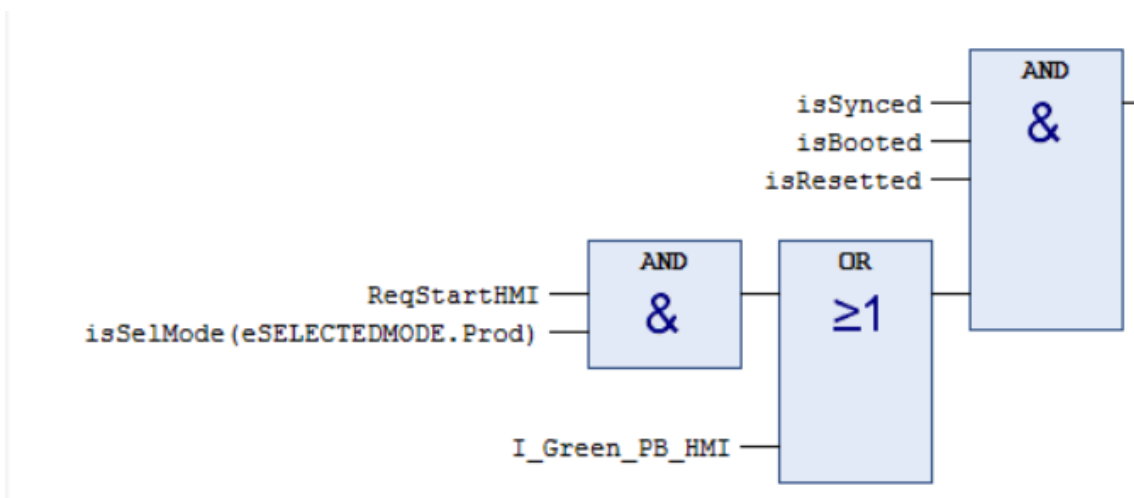 AND
isSynced
&
isBooted
isResetted
AND
OR
ReqStartHMI
&
≥1
isSelMode(eSELECTEDMODE.Prod)
I_Green_PB_HMI